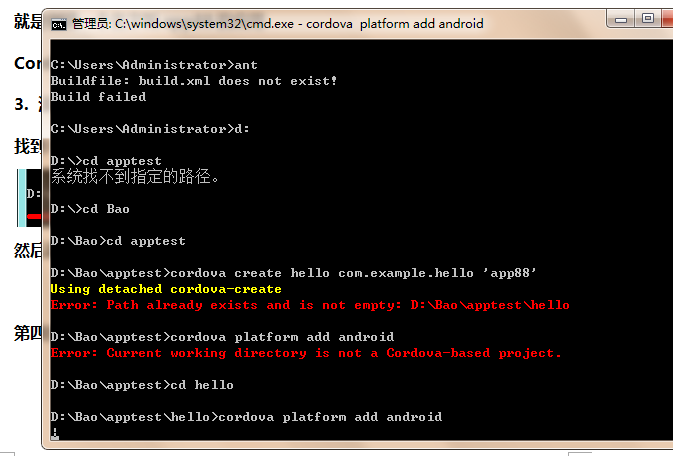 就是
管理员: C:\windows\system32\cmd.exe - cordova  platform add android
C:\Users\Administrator>ant
Buildfile: build.xml does not exist!
Build failed
C:\Users\Administrator>d:
D:\>cd apptest
系统找不到指定的路径。
D:\>cd Bao
D:\Bao>cd apptest
D:\Bao\apptest>cordova create hello com.example.hello 'app88'
Using detached cordova-create
Error: Path already exists and is not empty: D:\Bao\apptest\hello
D:\Bao\apptest>cordova platform add android
Error: Current working directory is not a Cordova-based project.
D:\Bao\apptest>cd hello
D:\Bao\apptest\hello>cordova platform add android
Cor
3.
找到
D:
然后
第四